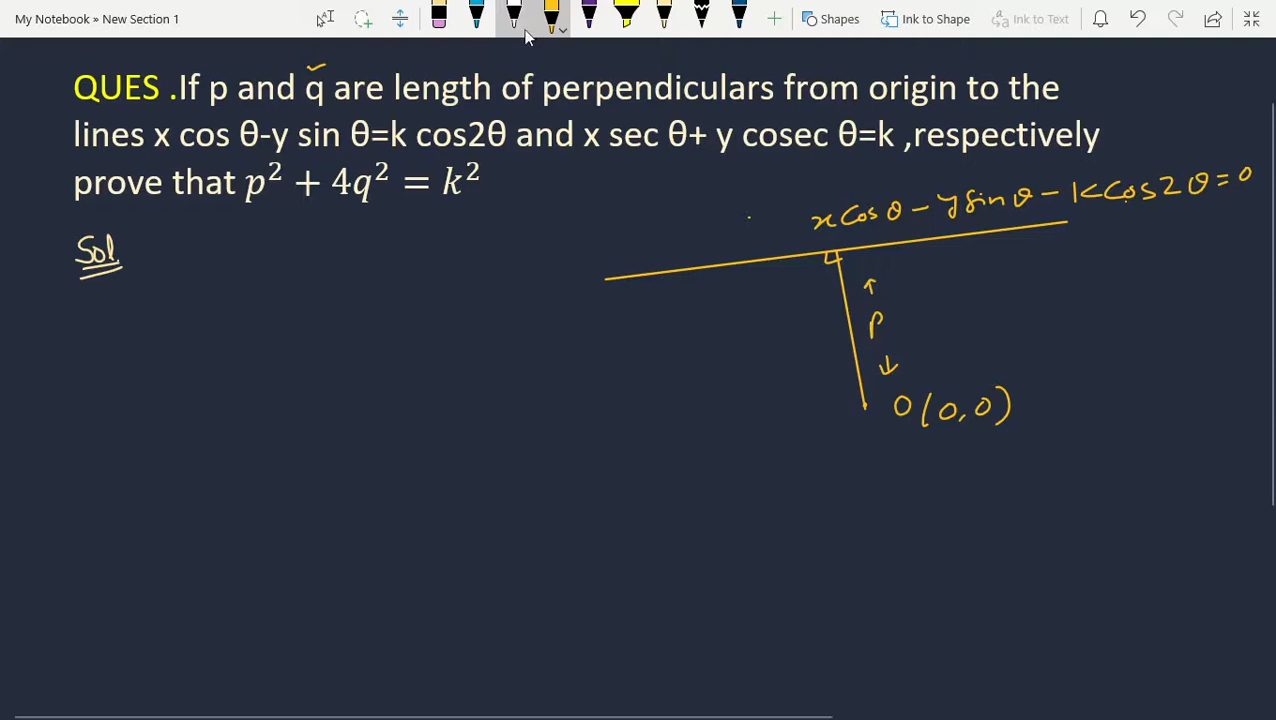 My Notebook » New Section 1
Shapes
Ink to Shape
Ink to Text
QUES .If p and q are length of perpendiculars from origin to the
lines x cos θ-y sin θ=k cos2θ and x sec θ+ y cosec θ=k ,respectively
prove that p² + 4q² = k²
x cos θ - y sin θ - k cos 2θ = 0
Sol
p
O(0,0)